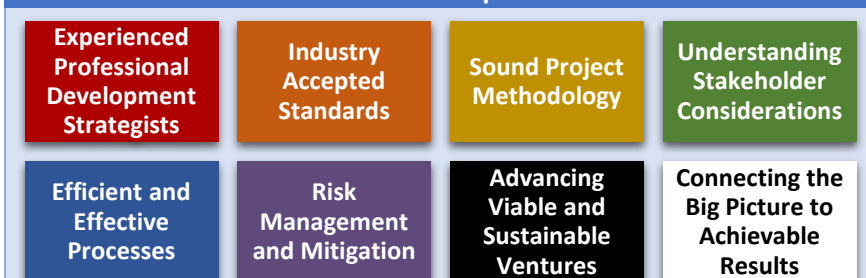 Experienced
Professional
Development
Strategists
Industry
Accepted
Standards
Sound Project
Methodology
Understanding
Stakeholder
Considerations
Efficient and
Effective
Processes
Risk
Management
and Mitigation
Advancing
Viable and
Sustainable
Ventures
Connecting the
Big Picture to
Achievable
Results